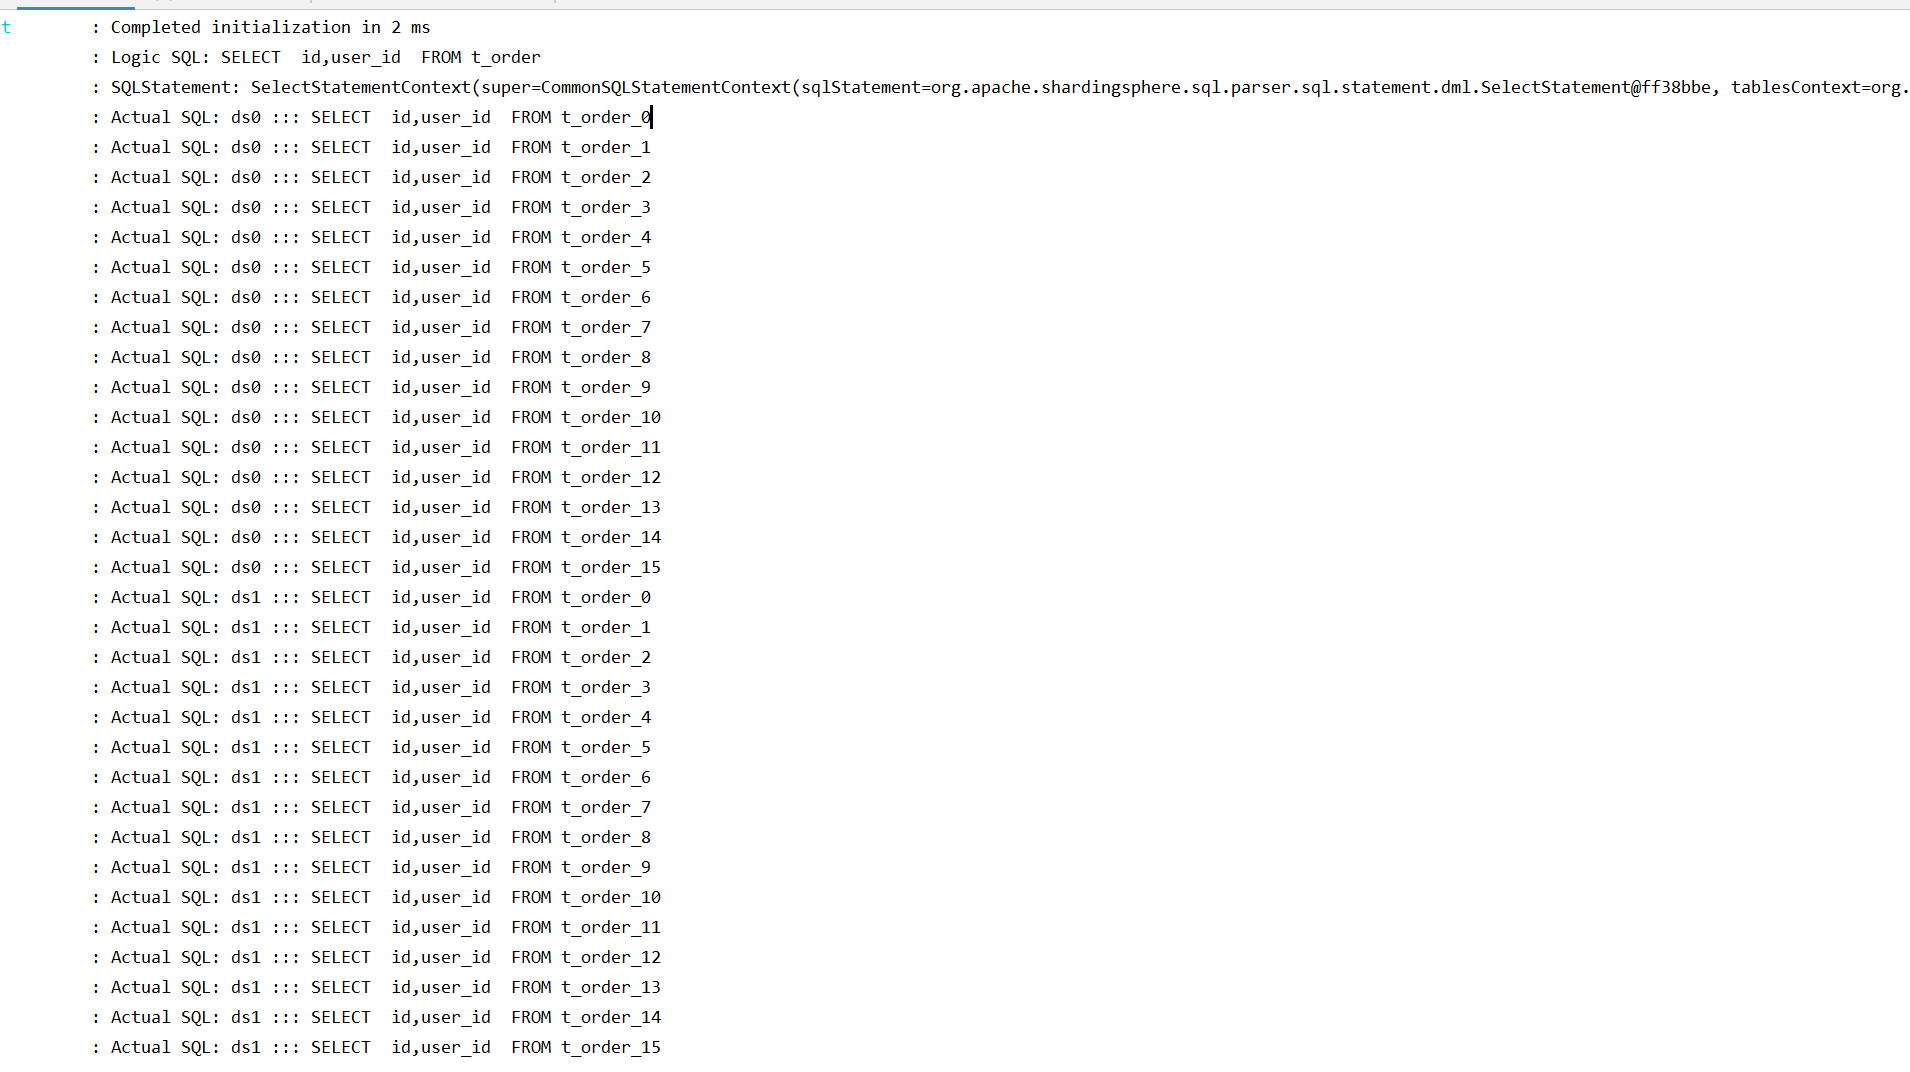 t : Completed initialization in 2 ms
: Logic SQL: SELECT  id,user_id  FROM t_order
: SQLStatement: SelectStatementContext(super=CommonSQLStatementContext(sqlStatement=org.apache.shardingsphere.sql.parser.sql.statement.dml.SelectStatement@ff38bbe, tablesContext=org.
: Actual SQL: ds0 ::: SELECT  id,user_id  FROM t_order_0
: Actual SQL: ds0 ::: SELECT  id,user_id  FROM t_order_1
: Actual SQL: ds0 ::: SELECT  id,user_id  FROM t_order_2
: Actual SQL: ds0 ::: SELECT  id,user_id  FROM t_order_3
: Actual SQL: ds0 ::: SELECT  id,user_id  FROM t_order_4
: Actual SQL: ds0 ::: SELECT  id,user_id  FROM t_order_5
: Actual SQL: ds0 ::: SELECT  id,user_id  FROM t_order_6
: Actual SQL: ds0 ::: SELECT  id,user_id  FROM t_order_7
: Actual SQL: ds0 ::: SELECT  id,user_id  FROM t_order_8
: Actual SQL: ds0 ::: SELECT  id,user_id  FROM t_order_9
: Actual SQL: ds0 ::: SELECT  id,user_id  FROM t_order_10
: Actual SQL: ds0 ::: SELECT  id,user_id  FROM t_order_11
: Actual SQL: ds0 ::: SELECT  id,user_id  FROM t_order_12
: Actual SQL: ds0 ::: SELECT  id,user_id  FROM t_order_13
: Actual SQL: ds0 ::: SELECT  id,user_id  FROM t_order_14
: Actual SQL: ds0 ::: SELECT  id,user_id  FROM t_order_15
: Actual SQL: ds1 ::: SELECT  id,user_id  FROM t_order_0
: Actual SQL: ds1 ::: SELECT  id,user_id  FROM t_order_1
: Actual SQL: ds1 ::: SELECT  id,user_id  FROM t_order_2
: Actual SQL: ds1 ::: SELECT  id,user_id  FROM t_order_3
: Actual SQL: ds1 ::: SELECT  id,user_id  FROM t_order_4
: Actual SQL: ds1 ::: SELECT  id,user_id  FROM t_order_5
: Actual SQL: ds1 ::: SELECT  id,user_id  FROM t_order_6
: Actual SQL: ds1 ::: SELECT  id,user_id  FROM t_order_7
: Actual SQL: ds1 ::: SELECT  id,user_id  FROM t_order_8
: Actual SQL: ds1 ::: SELECT  id,user_id  FROM t_order_9
: Actual SQL: ds1 ::: SELECT  id,user_id  FROM t_order_10
: Actual SQL: ds1 ::: SELECT  id,user_id  FROM t_order_11
: Actual SQL: ds1 ::: SELECT  id,user_id  FROM t_order_12
: Actual SQL: ds1 ::: SELECT  id,user_id  FROM t_order_13
: Actual SQL: ds1 ::: SELECT  id,user_id  FROM t_order_14
: Actual SQL: ds1 ::: SELECT  id,user_id  FROM t_order_15